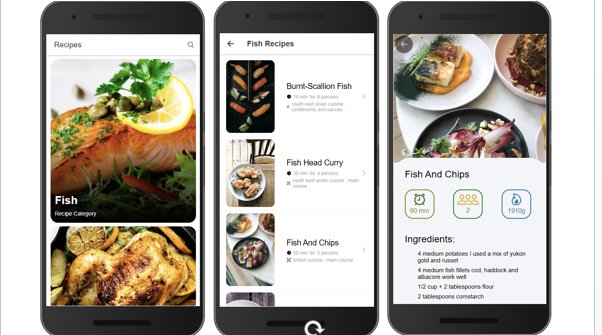 Recipes
Fish
Recipe Category
Fish Recipes
Burnt-Scallion Fish
10 min for 6 persons
south east asian cuisine ,
condiments and sauces
Fish Head Curry
30 min for 4 persons
south east asian cuisine , main
course
Fish And Chips
60 min for 2 persons
british cuisine , main course
Fish And Chips
60 min
2
1910g
Ingredients:
4 medium potatoes I used a mix of yukon
gold and russet
4 medium fish fillets cod, haddock and
albacore work well
1/2 cup + 2 tablespoons flour
2 tablespoons cornstarch